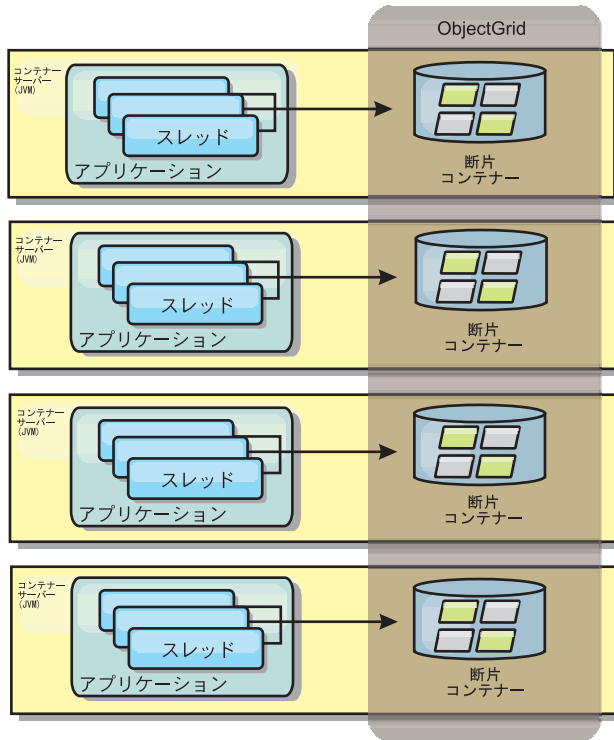 ObjectGrid
コンテナー
サーバー
(JVM)
スレッド
アプリケーション
断片
コンテナー
コンテナー
サーバー
(JVM)
スレッド
アプリケーション
断片
コンテナー
コンテナー
サーバー
(JVM)
スレッド
アプリケーション
断片
コンテナー
コンテナー
サーバー
(JVM)
スレッド
アプリケーション
断片
コンテナー